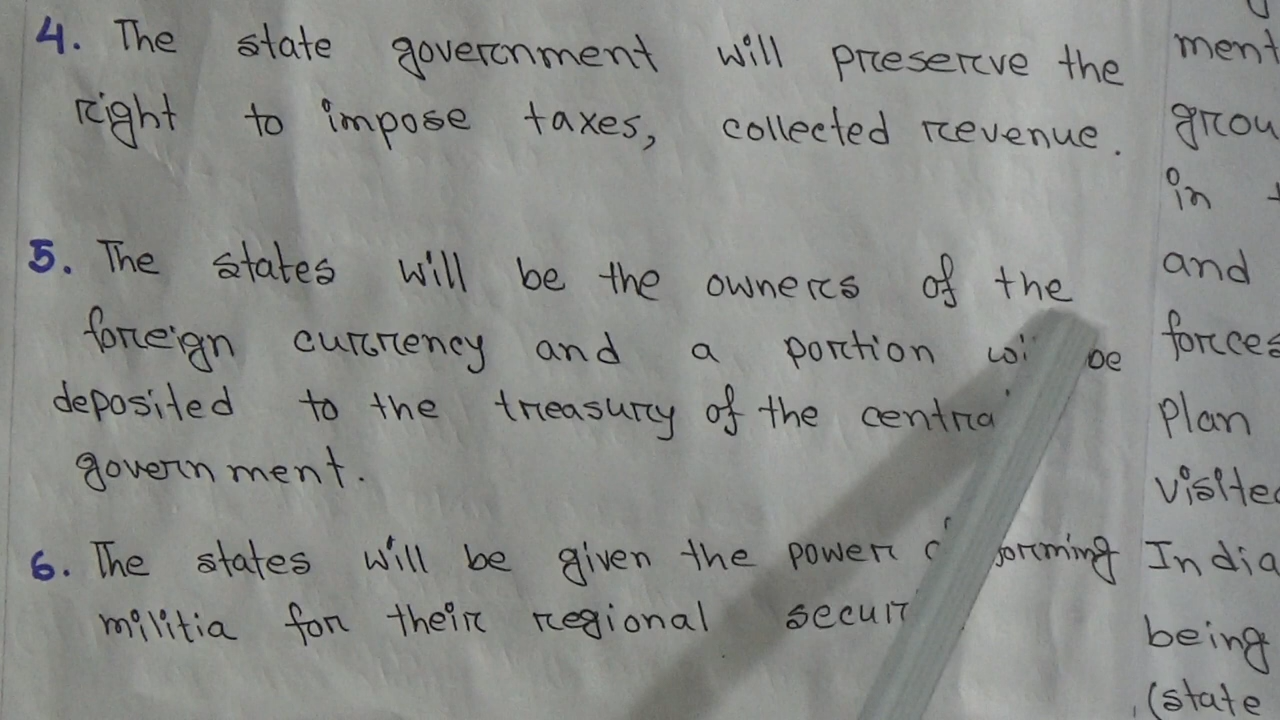 4. The state government will preserve the
right to impose taxes, collected revenue.
5. The states will be the owners of the
foreign currency and a portion be
deposited to the treasury of the
government.
6. The states will be given the power
militia for their regional
ment
in
and
forces
plan
India
being
(state